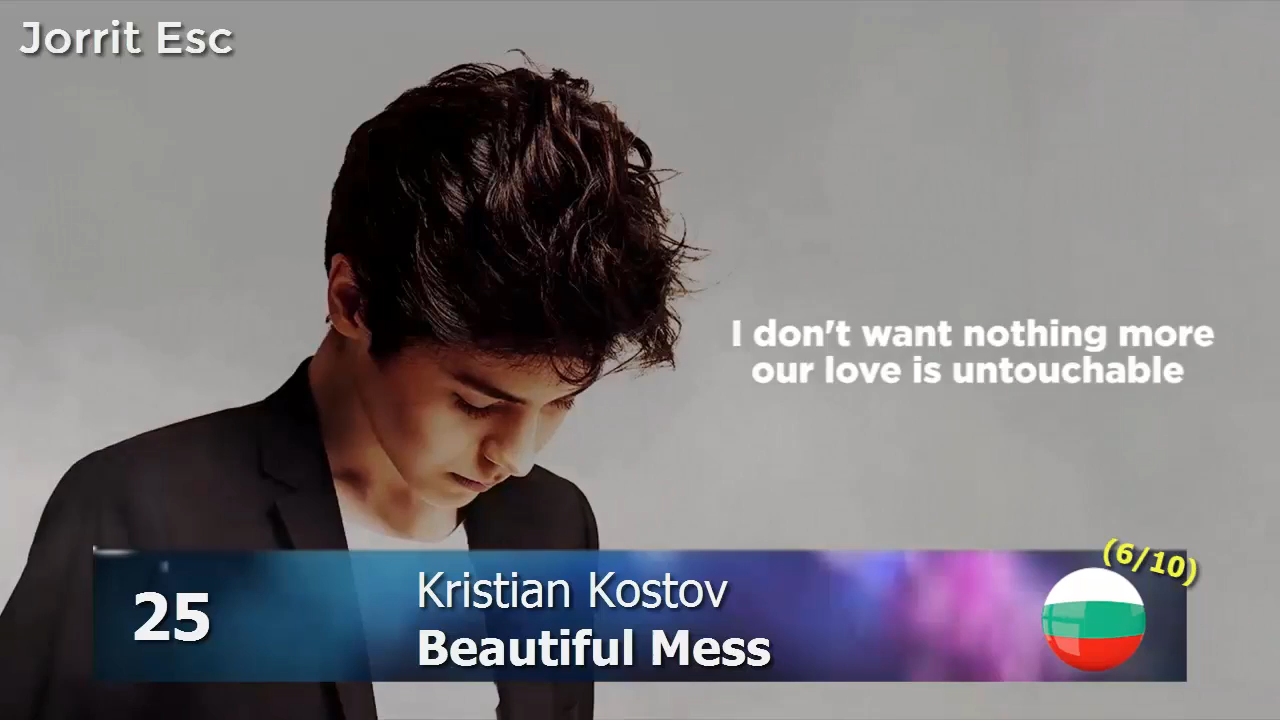 Jorrit Esc
I don't want nothing more
our love is untouchable
(6/10)
25
Kristian Kostov
Beautiful Mess